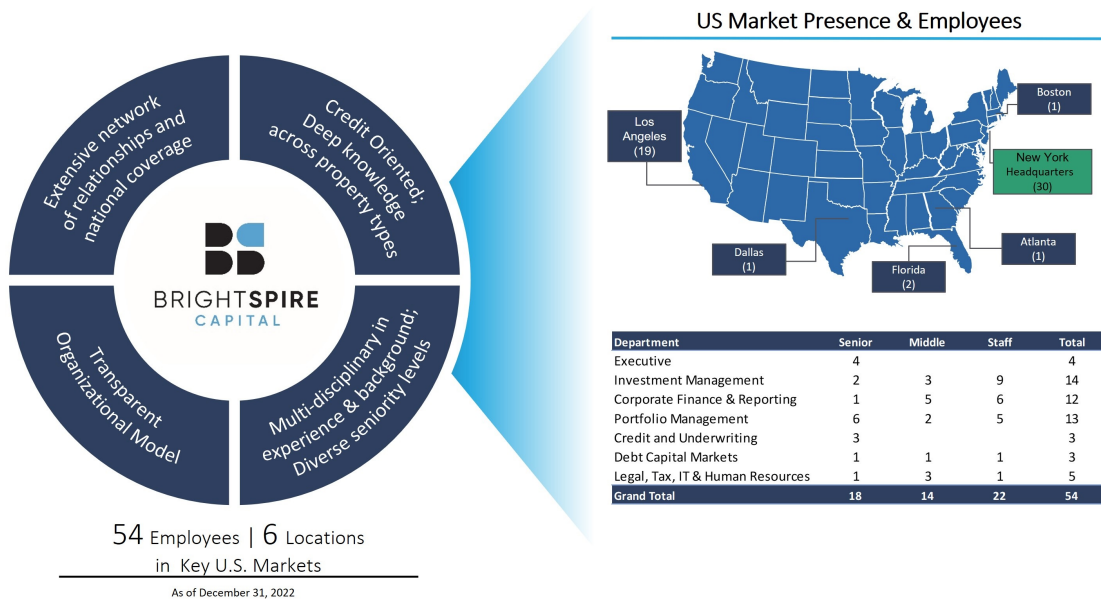 Extensive network
of relationships and
national coverage
Credit Oriented;
Deep knowledge
across property types
BRIGHTSPIRE
CAPITAL
Transparent
Organizational Model
Multi-disciplinary in
experience & background;
Diverse seniority levels
54 Employees | 6 Locations
in Key U.S. Markets
As of December 31, 2022
US Market Presence & Employees
Los
Angeles
(19)
Boston
(1)
New York
Headquarters
(30)
Dallas
(1)
Florida
(2)
Atlanta
(1)
Department Senior Middle Staff Total
Executive 4 4
Investment Management 2 3 9 14
Corporate Finance & Reporting 1 5 6 12
Portfolio Management 6 2 5 13
Credit and Underwriting 3 3
Debt Capital Markets 1 1 1 3
Legal, Tax, IT & Human Resources 1 3 1 5
Grand Total 18 14 22 54